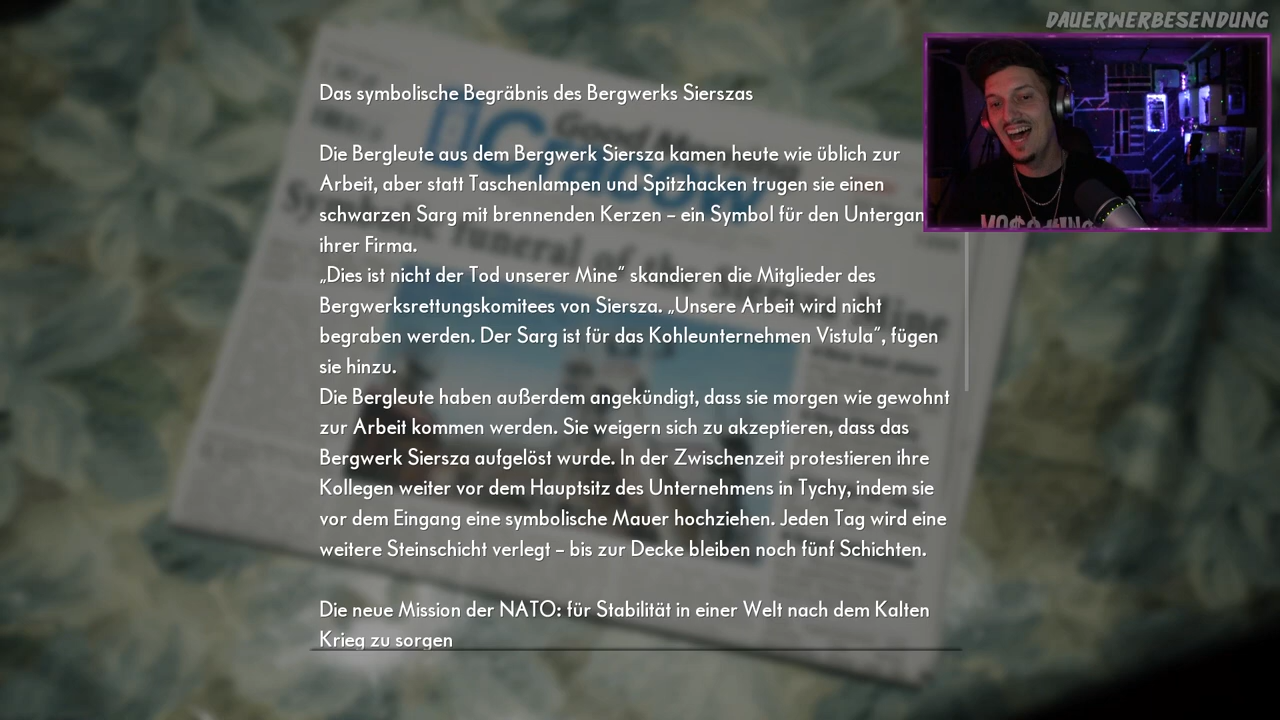 DAUERWERBESENDUNG
Das symbolische Begräbnis des Bergwerks Sierszas
Die Bergleute aus dem Bergwerk Siersza kamen heute wie üblich zur
Arbeit, aber statt Taschenlampen und Spitzhacken trugen sie einen
schwarzen Sarg mit brennenden Kerzen – ein Symbol für den Untergan
ihrer Firma.
„Dies ist nicht der Tod unserer Mine“ skandieren die Mitglieder des
Bergwerksrettungskomitees von Siersza. „Unsere Arbeit wird nicht
begraben werden. Der Sarg ist für das Kohleunternehmen Vistula“, fügen
sie hinzu.
Die Bergleute haben außerdem angekündigt, dass sie morgen wie gewohnt
zur Arbeit kommen werden. Sie weigern sich zu akzeptieren, dass das
Bergwerk Siersza aufgelöst wurde. In der Zwischenzeit protestieren ihre
Kollegen weiter vor dem Hauptsitz des Unternehmens in Tychy, indem sie
vor dem Eingang eine symbolische Mauer hochziehen. Jeden Tag wird eine
weitere Steinschicht verlegt – bis zur Decke bleiben noch fünf Schichten.
Die neue Mission der NATO: für Stabilität in einer Welt nach dem Kalten
Krieg zu sorgen
Good
funeral of the